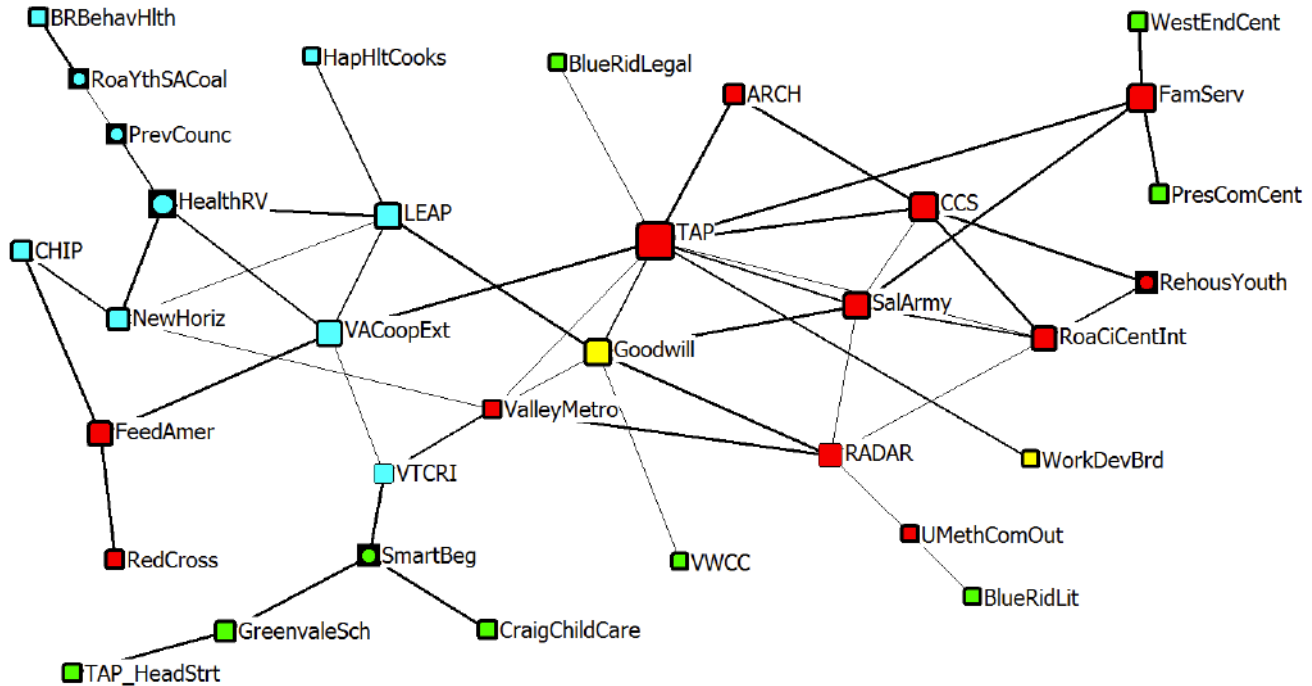 BRBehavHlth
WestEndCent
HapHltCooks
BlueRidLegal
RoaYthSACoal
ARCH
FamServ
PrevCounc
PresComCent
HealthRV
LEAP
CCS
TAP
CHIP
RehousYouth
SalArmy
NewHoriz
VACoopExt
RoaCiCentInt
Goodwill
ValleyMetro
FeedAmer
RADAR
WorkDevBrd
VTCRI
UMethComOut
SmartBeg
RedCross
VWCC
BlueRidLit
GreenvaleSch
CraigChildCare
TAP_HeadStrt